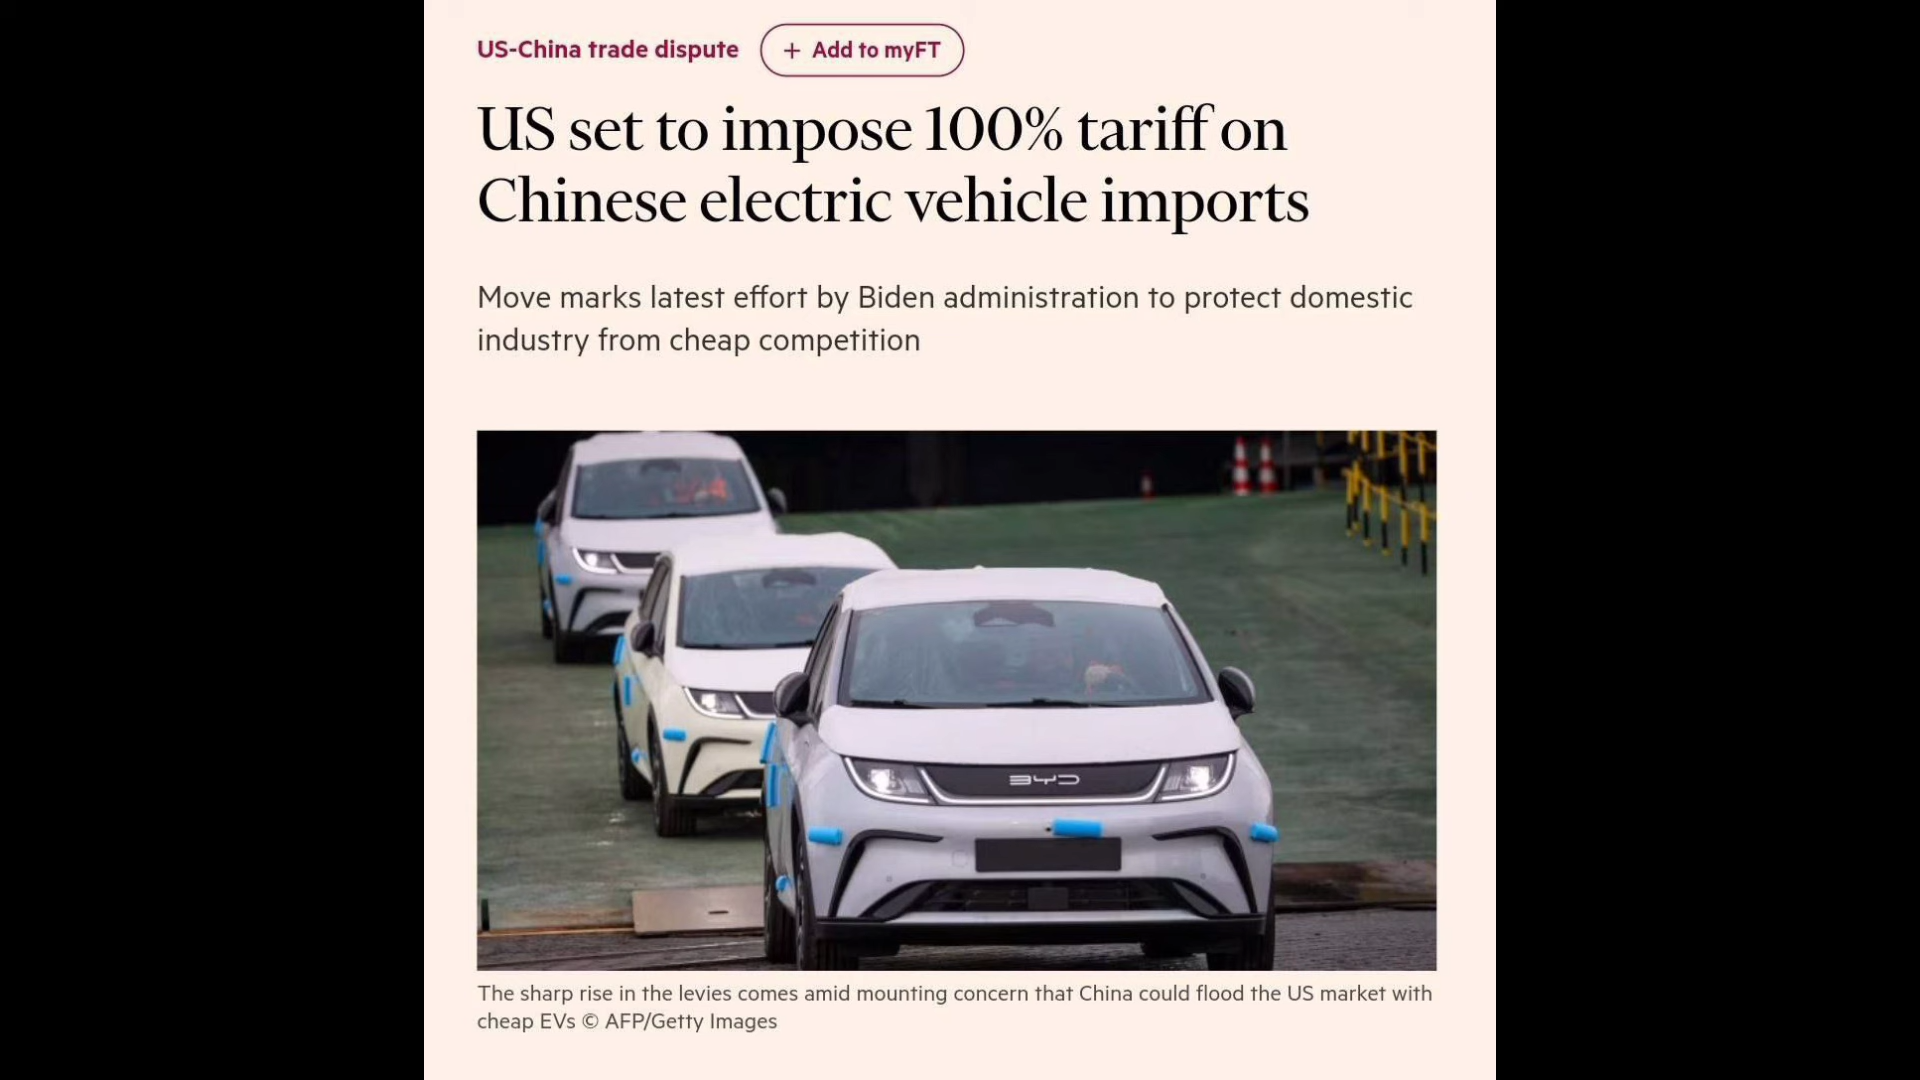 US-China trade dispute
+ Add to myFT
US set to impose 100% tariff on
Chinese electric vehicle imports
Move marks latest effort by Biden administration to protect domestic
industry from cheap competition
BYD
The sharp rise in the levies comes amid mounting concern that China could flood the US market with
cheap EVs © AFP/Getty Images